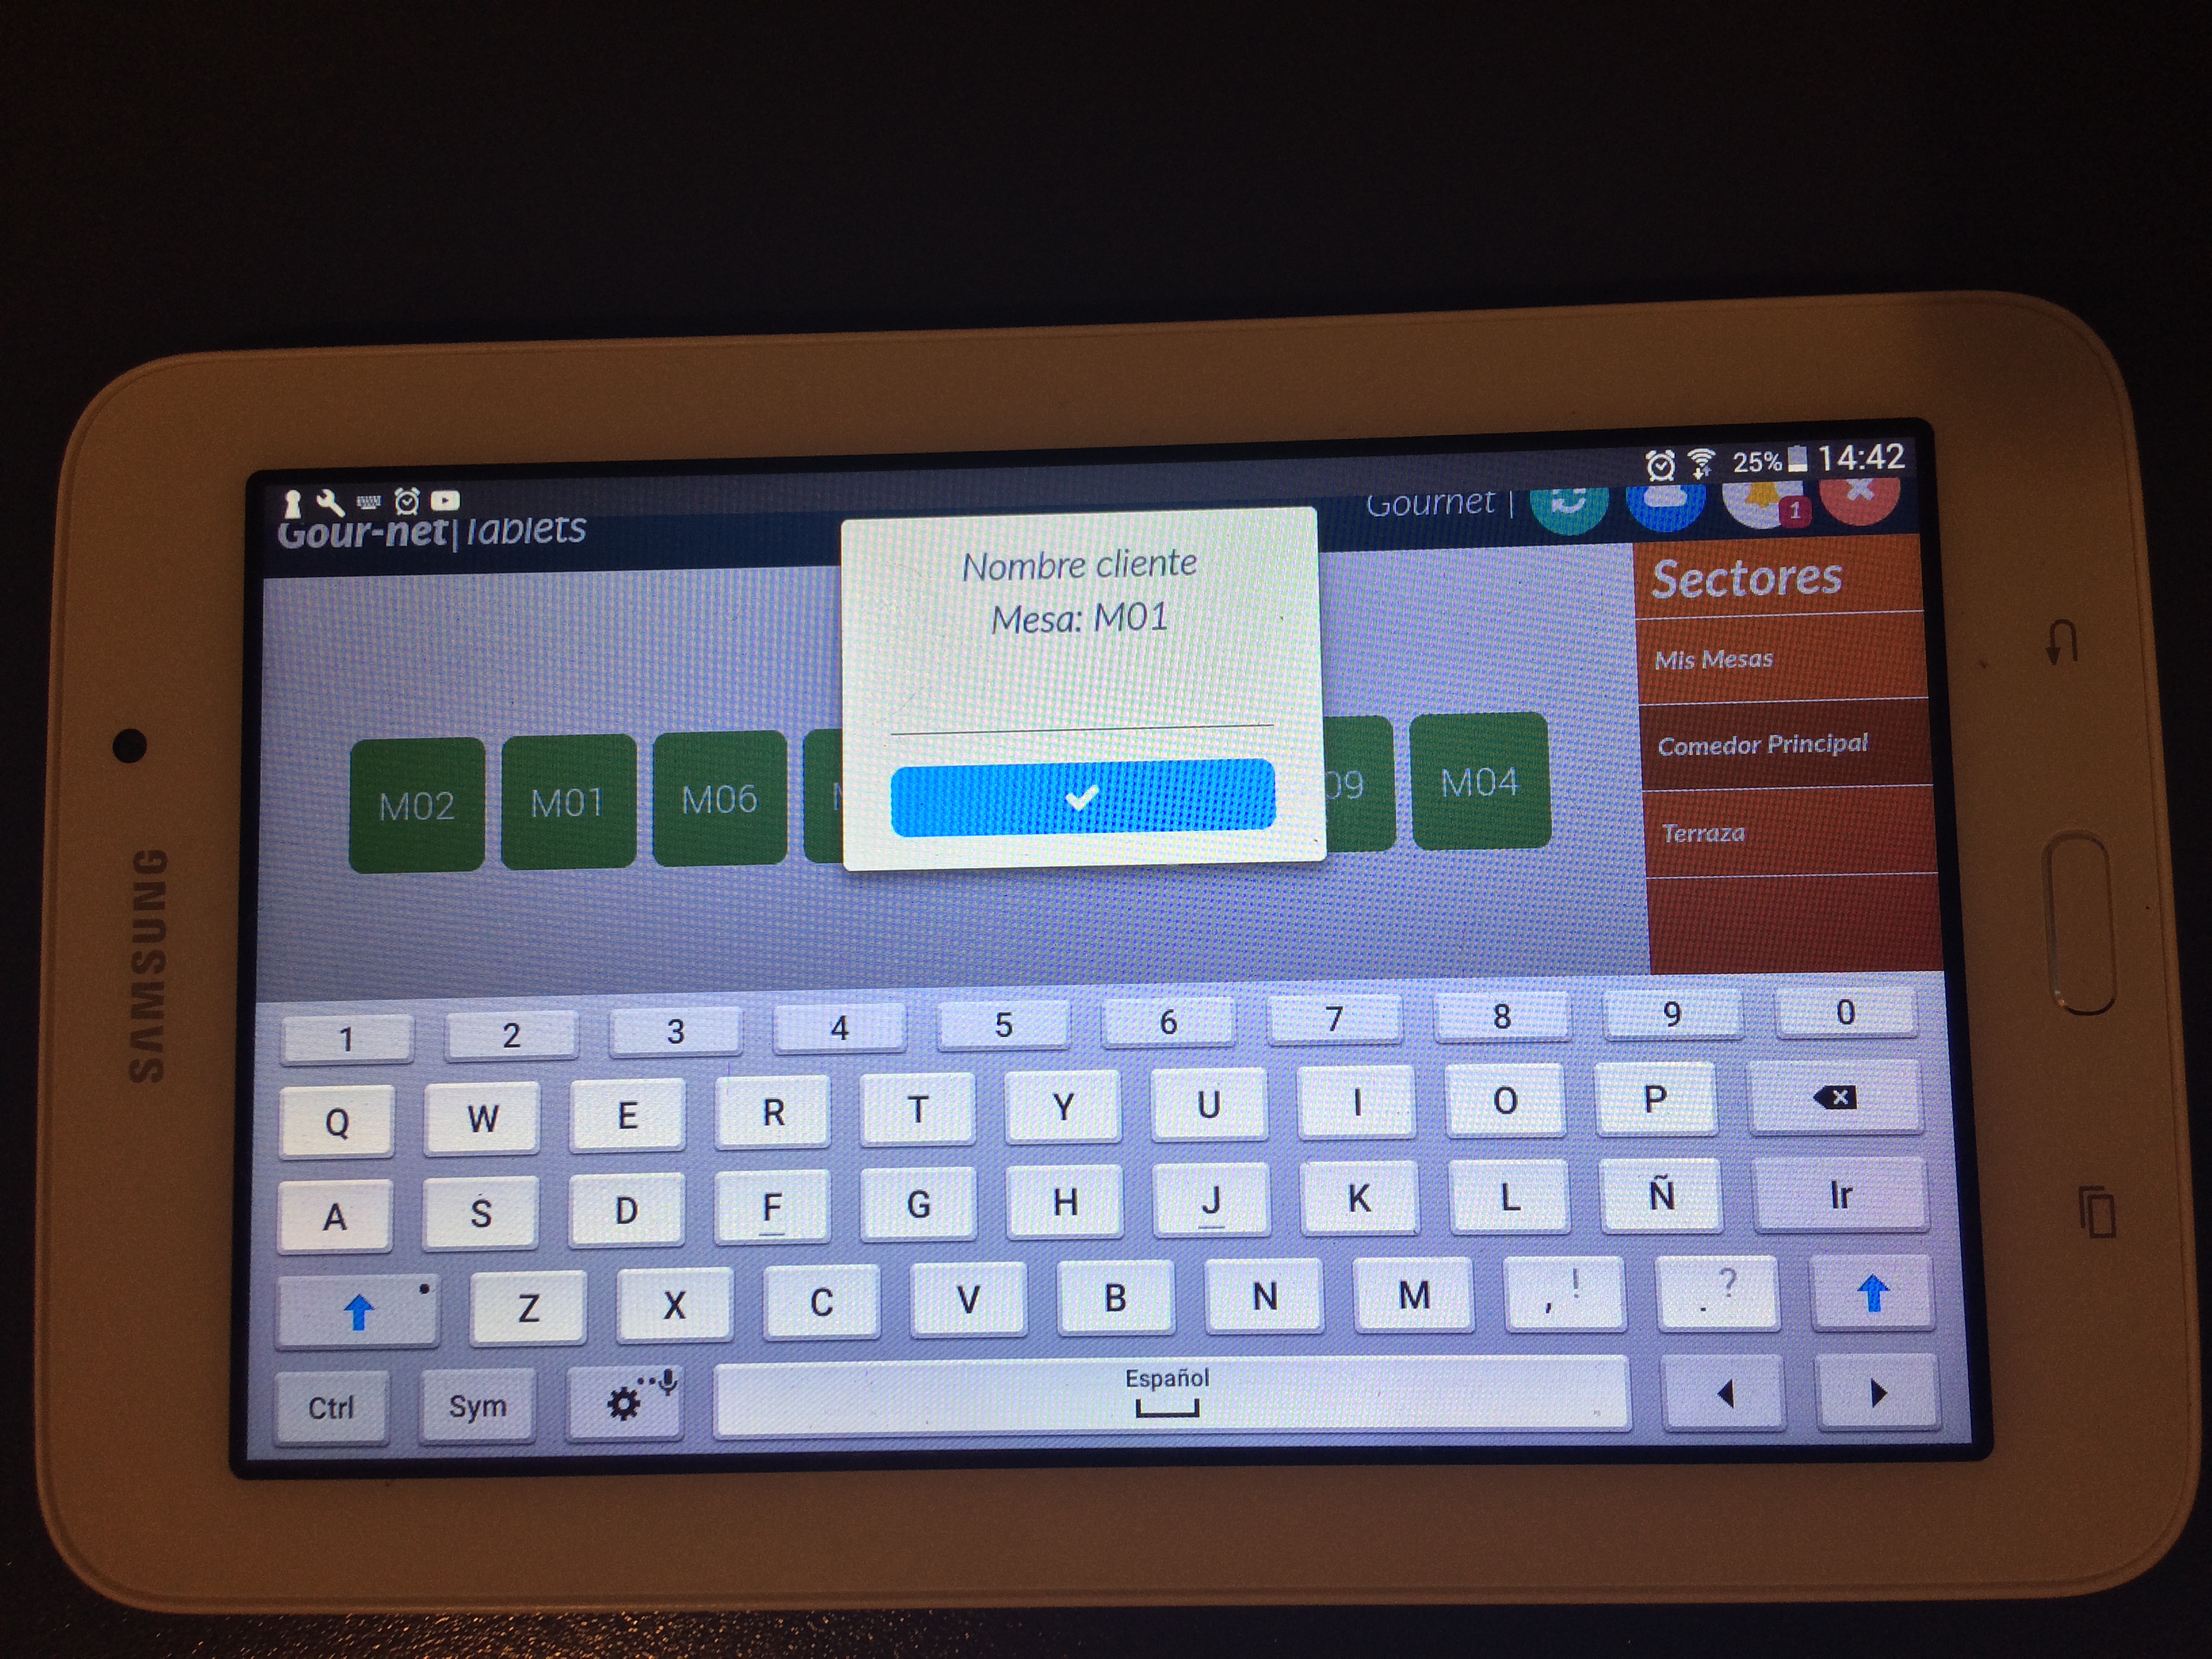 25% 14:42
Gour-net|Tablets
Gournet |
1
Nombre cliente
Mesa: M01
Sectores
Mis Mesas
Comedor Principal
Terraza
M02 M01 M06 09 M04
SAMSUNG
1 2 3 4 5 6 7 8 9 0
Q W E R T Y U I O P
A S D F G H J K L Ñ Ir
Z X C V B N M , ! . ?
Ctrl Sym Español